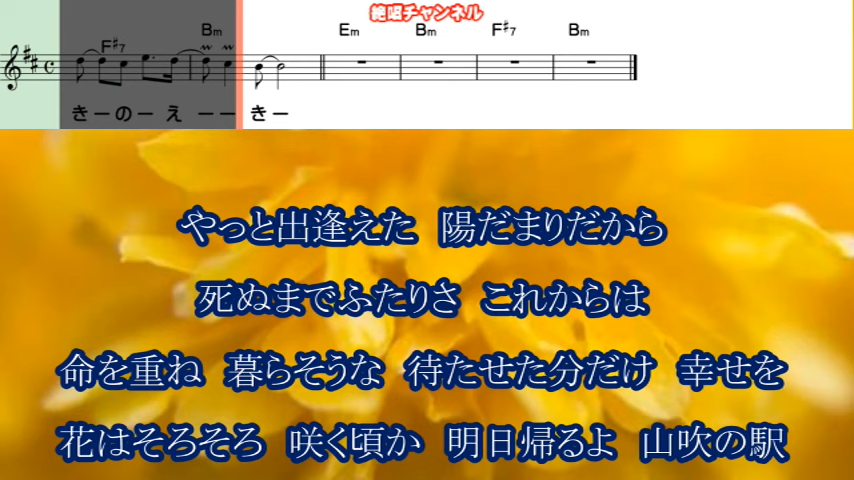 絶唱チャンネル
F♯7 Bm Em Bm F♯7 Bm
きーのーえーーきー
やっと出逢えた 陽だまりだから
死ぬまでふたりさ これからは
命を重ね 暮らそうな 待たせた分だけ 幸せを
花はそろそろ 咲く頃か 明日帰るよ 山吹の駅